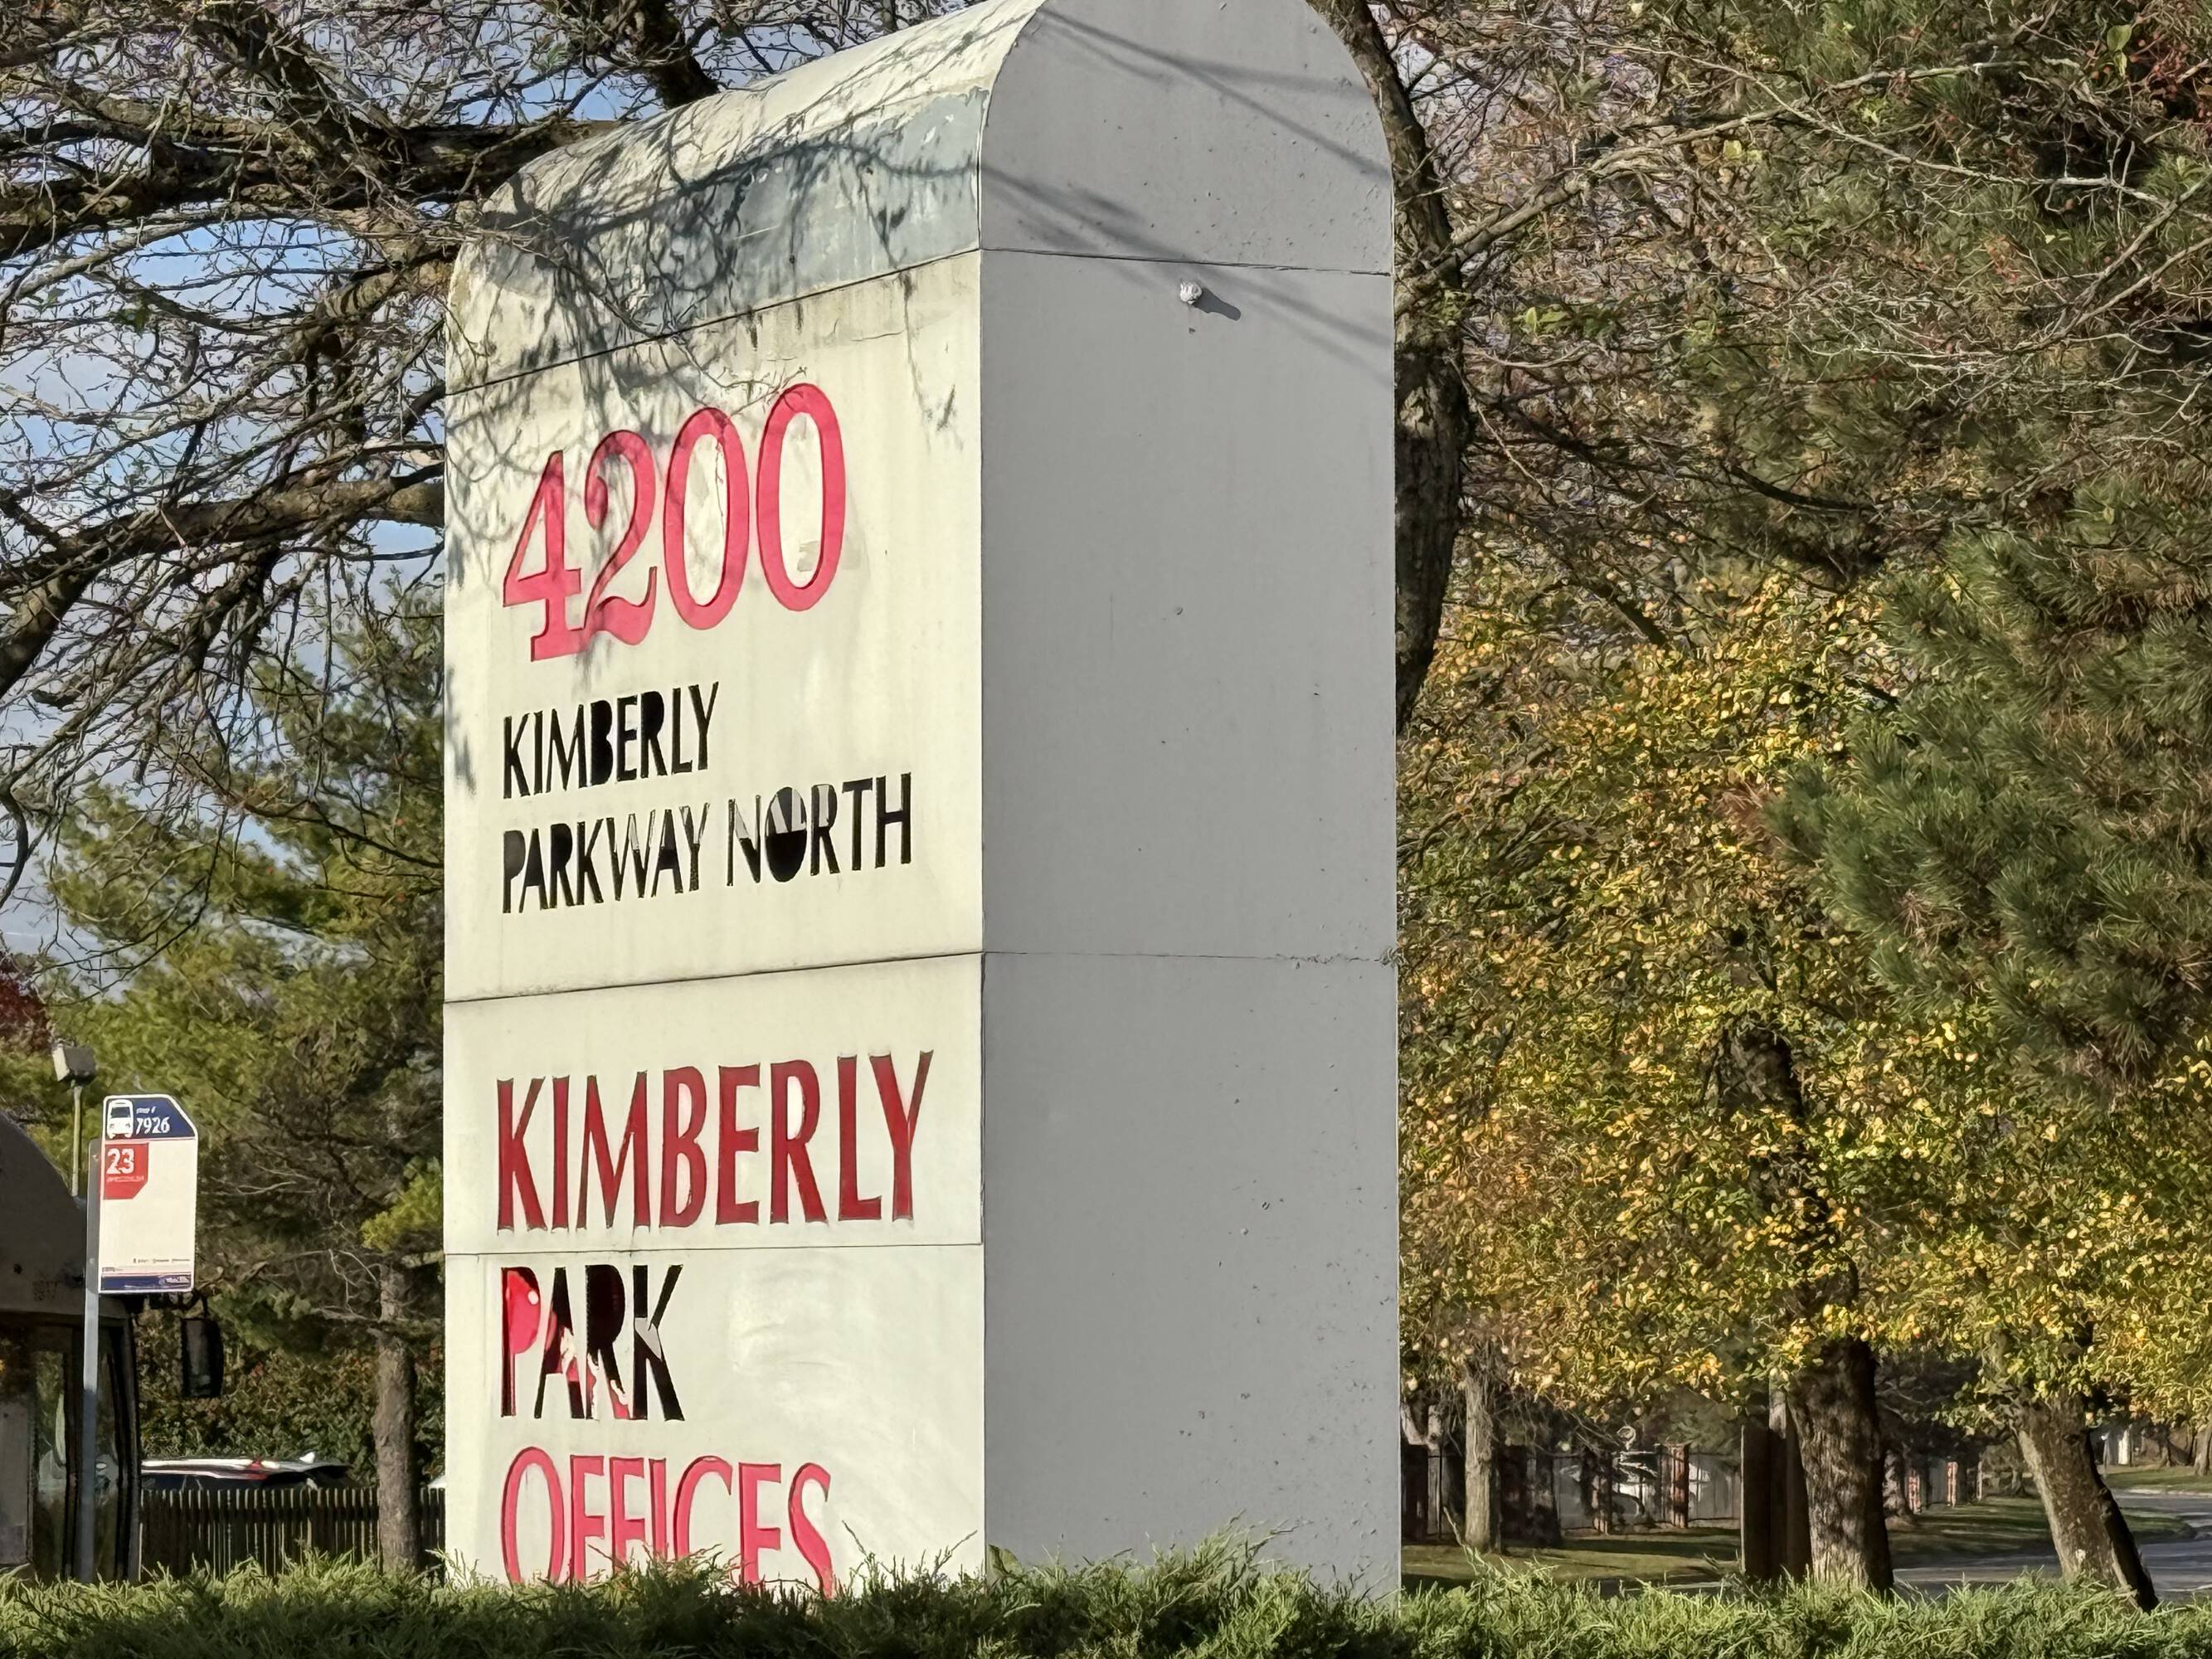 4200
KIMBERLY
PARKWAY NORTH
KIMBERLY
PARK
OFFICES
7926
23